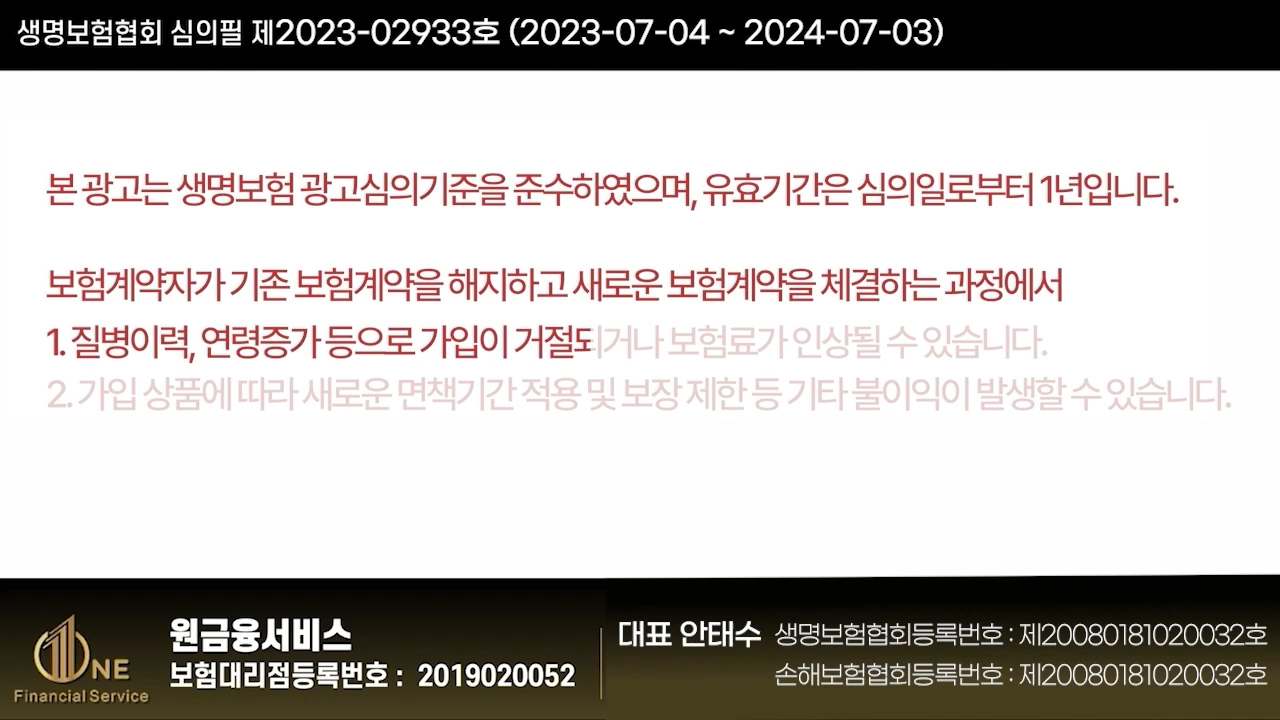 생명보험협회 심의필 제2023-02933호 (2023-07-04 ~ 2024-07-03)
본 광고는 생명보험 광고심의기준을 준수하였으며, 유효기간은 심의일로부터 1년입니다.
보험계약자가 기존 보험계약을 해지하고 새로운 보험계약을 체결하는 과정에서
1. 질병이력, 연령증가 등으로 가입이 거절되거나 보험료가 인상될 수 있습니다.
2. 가입 상품에 따라 새로운 면책기간 적용 및 보장 제한 등 기타 불이익이 발생할 수 있습니다.
ONE
Financial Service
원금융서비스
보험대리점등록번호 : 2019020052
대표 안태수 생명보험협회등록번호 : 제20080181020032호
손해보험협회등록번호 : 제20080181020032호